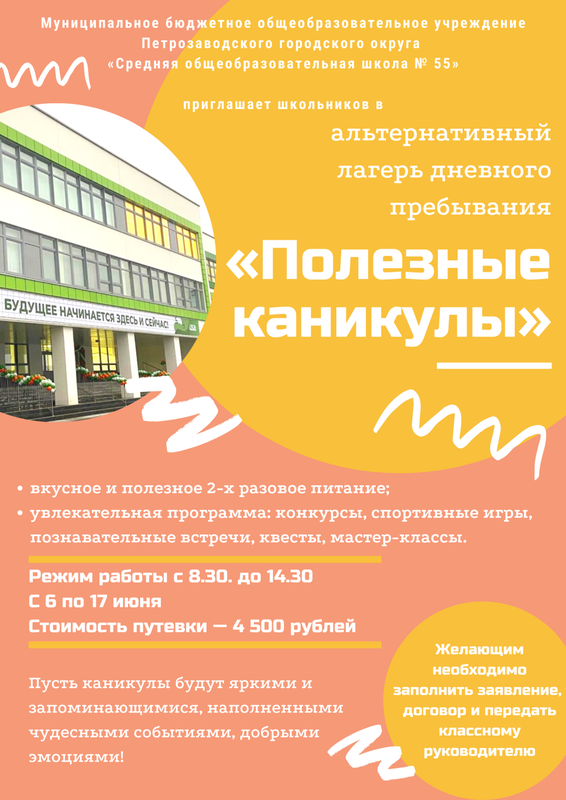 Муниципальное бюджетное общеобразовательное учреждение
Петрозаводского городского округа
«Средняя общеобразовательная школа № 55»
приглашает школьников в
альтернативный
лагерь дневного
пребывания
«Полезные
каникулы»
БУДУЩЕЕ НАЧИНАЕТСЯ ЗДЕСЬ И СЕЙЧАС!
• вкусное и полезное 2-х разовое питание;
• увлекательная программа: конкурсы, спортивные игры,
познавательные встречи, квесты, мастер-классы.
Режим работы с 8.30. до 14.30
С 6 по 17 июня
Стоимость путевки — 4 500 рублей
Пусть каникулы будут яркими и
запоминающимися, наполненными
чудесными событиями, добрыми
эмоциями!
Желающим
необходимо
заполнить заявление,
договор и передать
классному
руководителю